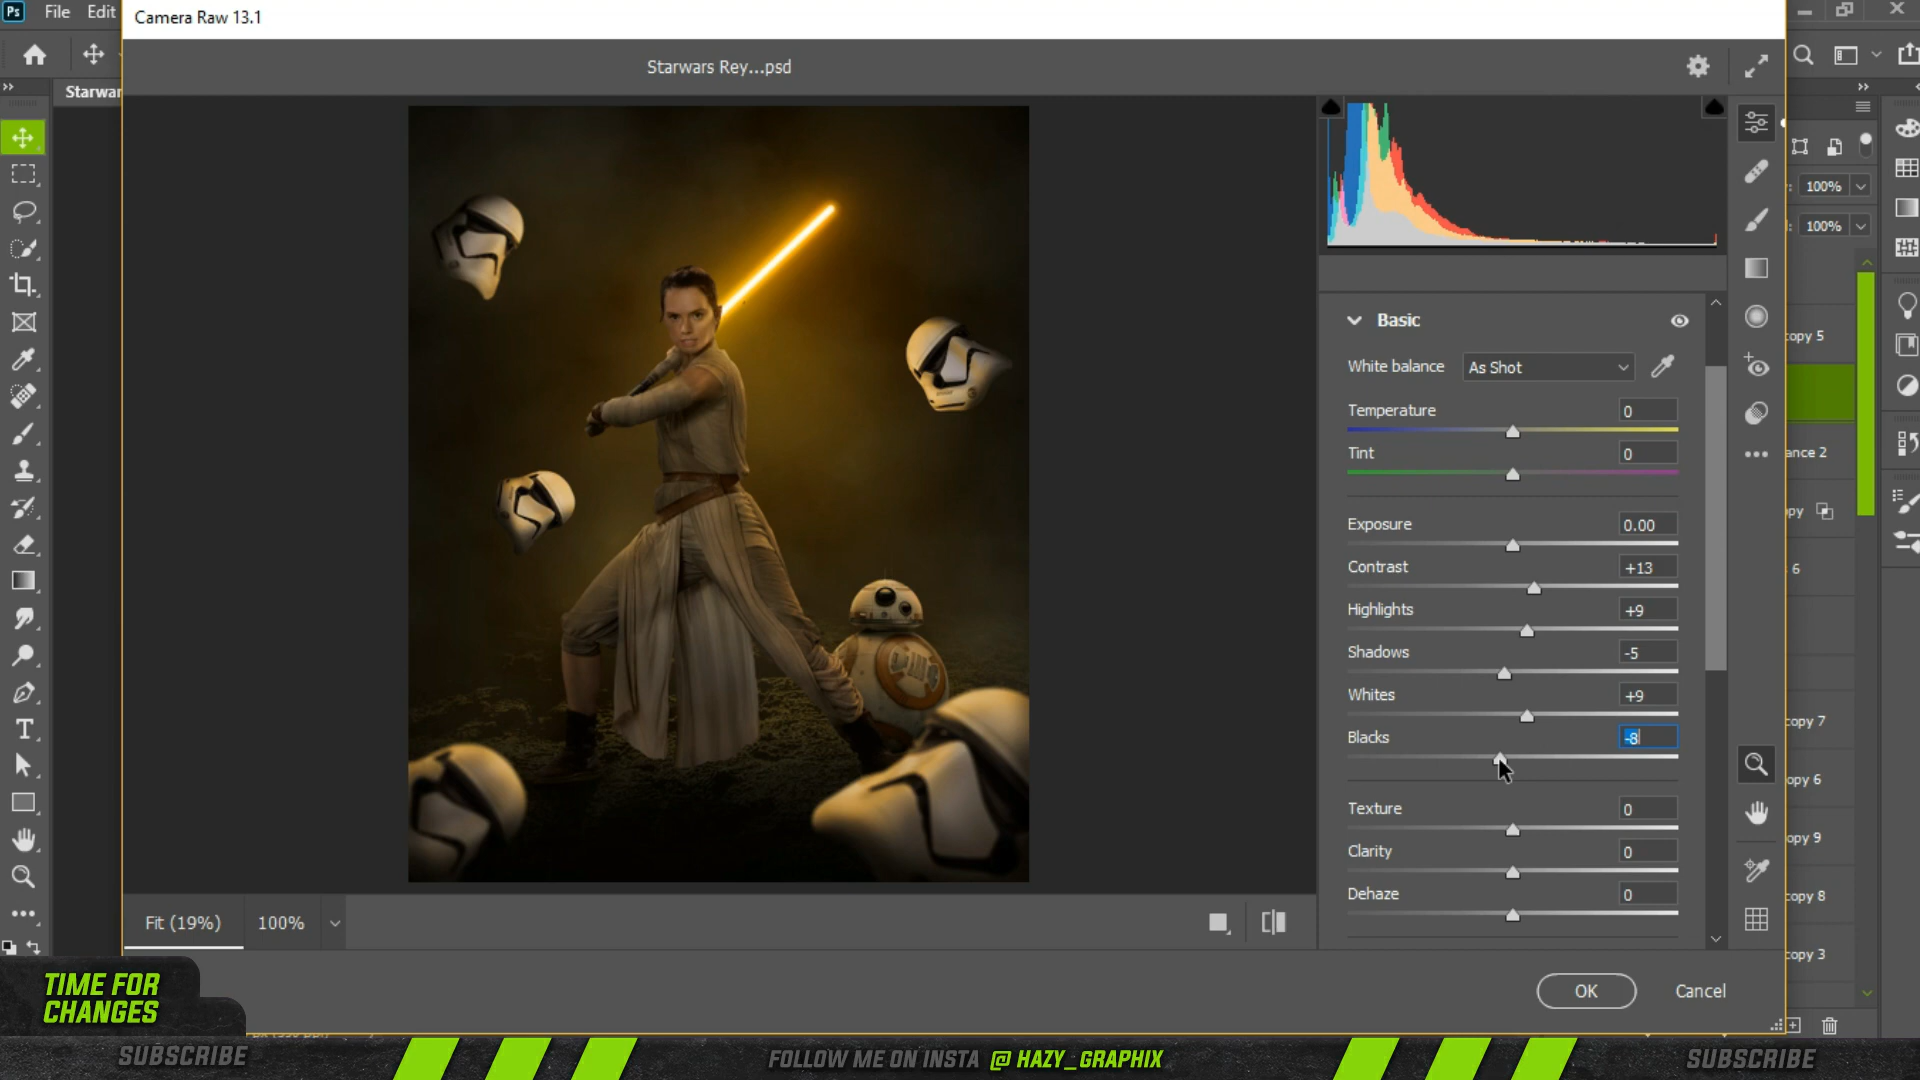 Ps File Edit
Camera Raw 13.1
Starwars Rey...psd
Starwar
100%
100%
Basic
White balance As Shot
Temperature 0
Tint 0
Exposure 0.00
Contrast +13
Highlights +9
Shadows -5
Whites +9
Blacks -8
Texture 0
Clarity 0
Dehaze 0
opy 5
ance 2
py
6
copy 7
opy 6
opy 9
opy 8
opy 3
Fit (19%) 100%
OK Cancel
TIME FOR
CHANGES
SUBSCRIBE FOLLOW ME ON INSTA @ HAZY_GRAPHIX SUBSCRIBE